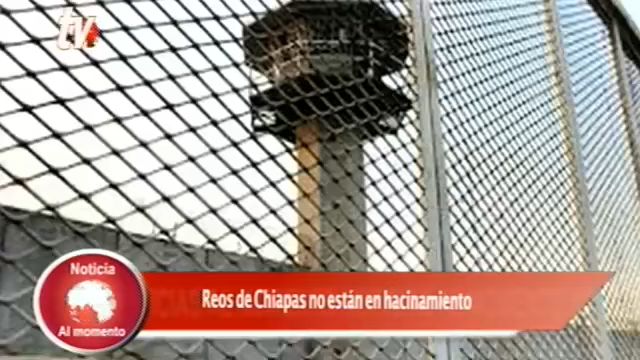 tv
Noticia
Al momento
Reos de Chiapas no están en hacinamiento